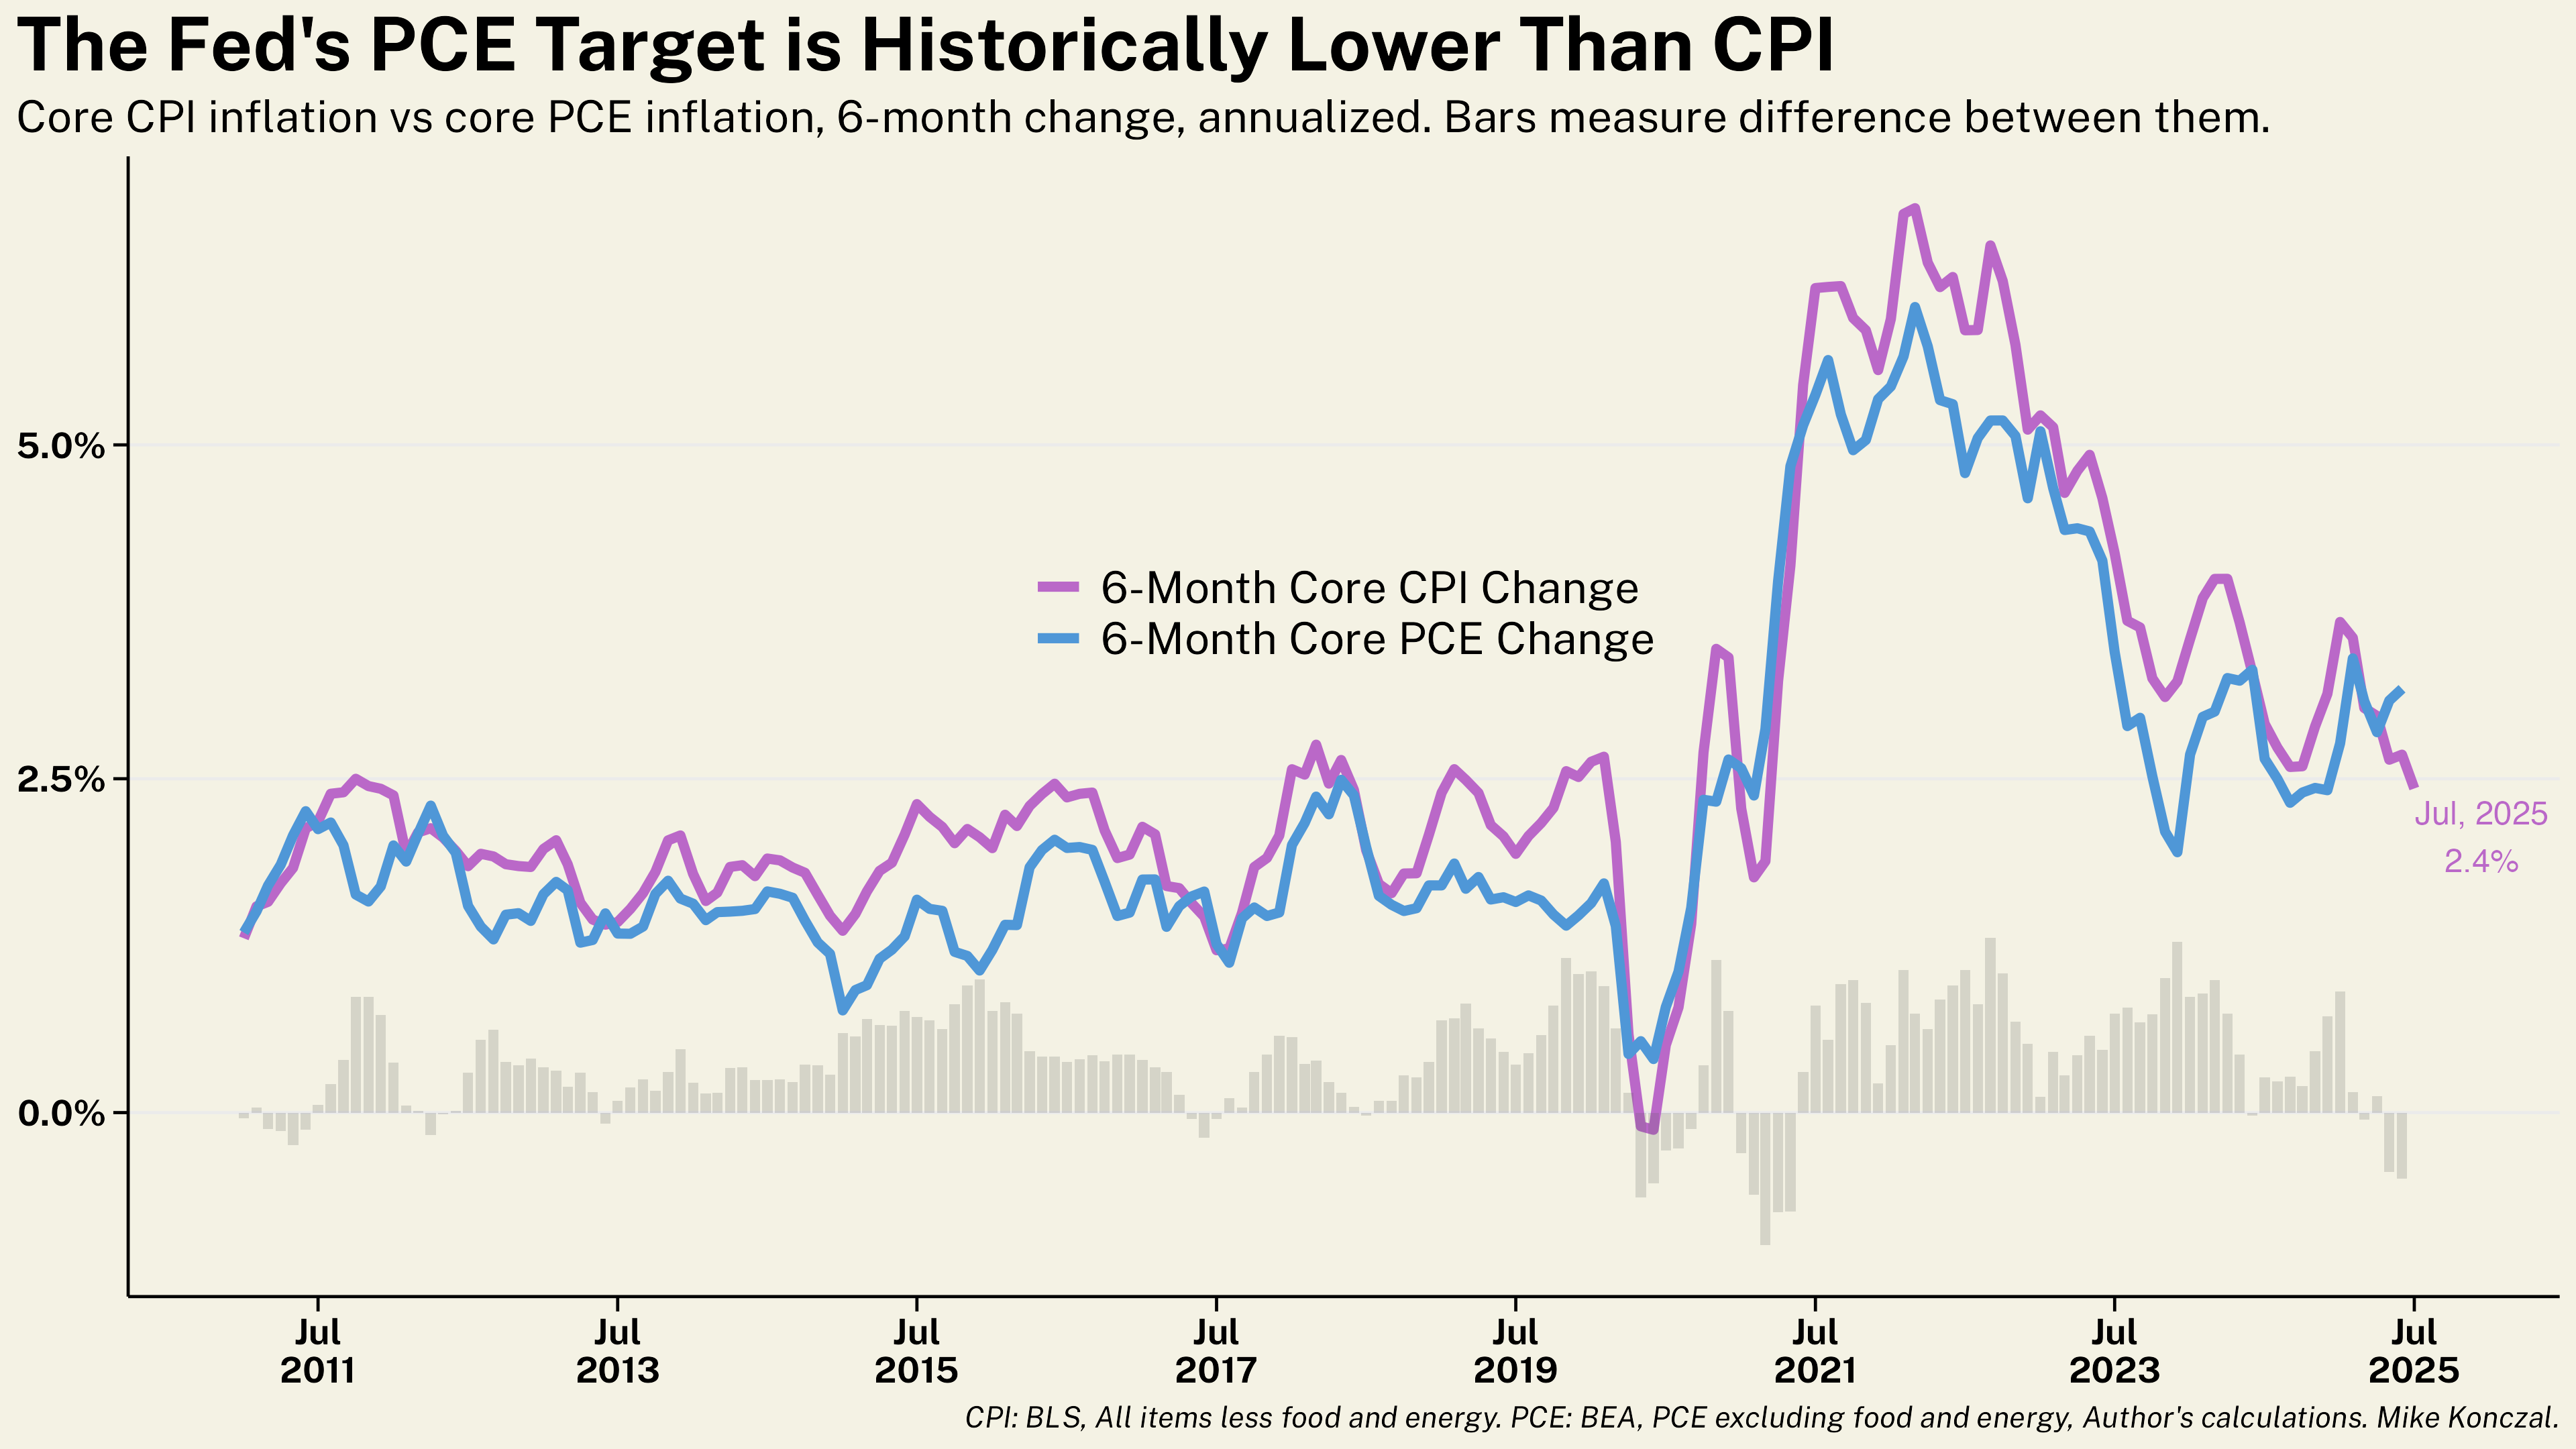 The Fed's PCE Target is Historically Lower Than CPI
Core CPI inflation vs core PCE inflation, 6-month change, annualized. Bars measure difference between them.
5.0%
2.5%
0.0%
6-Month Core CPI Change
6-Month Core PCE Change
Jul, 2025
2.4%
Jul
2011
Jul
2013
Jul
2015
Jul
2017
Jul
2019
Jul
2021
Jul
2023
Jul
2025
CPI: BLS, All items less food and energy. PCE: BEA, PCE excluding food and energy, Author's calculations. Mike Konczal.